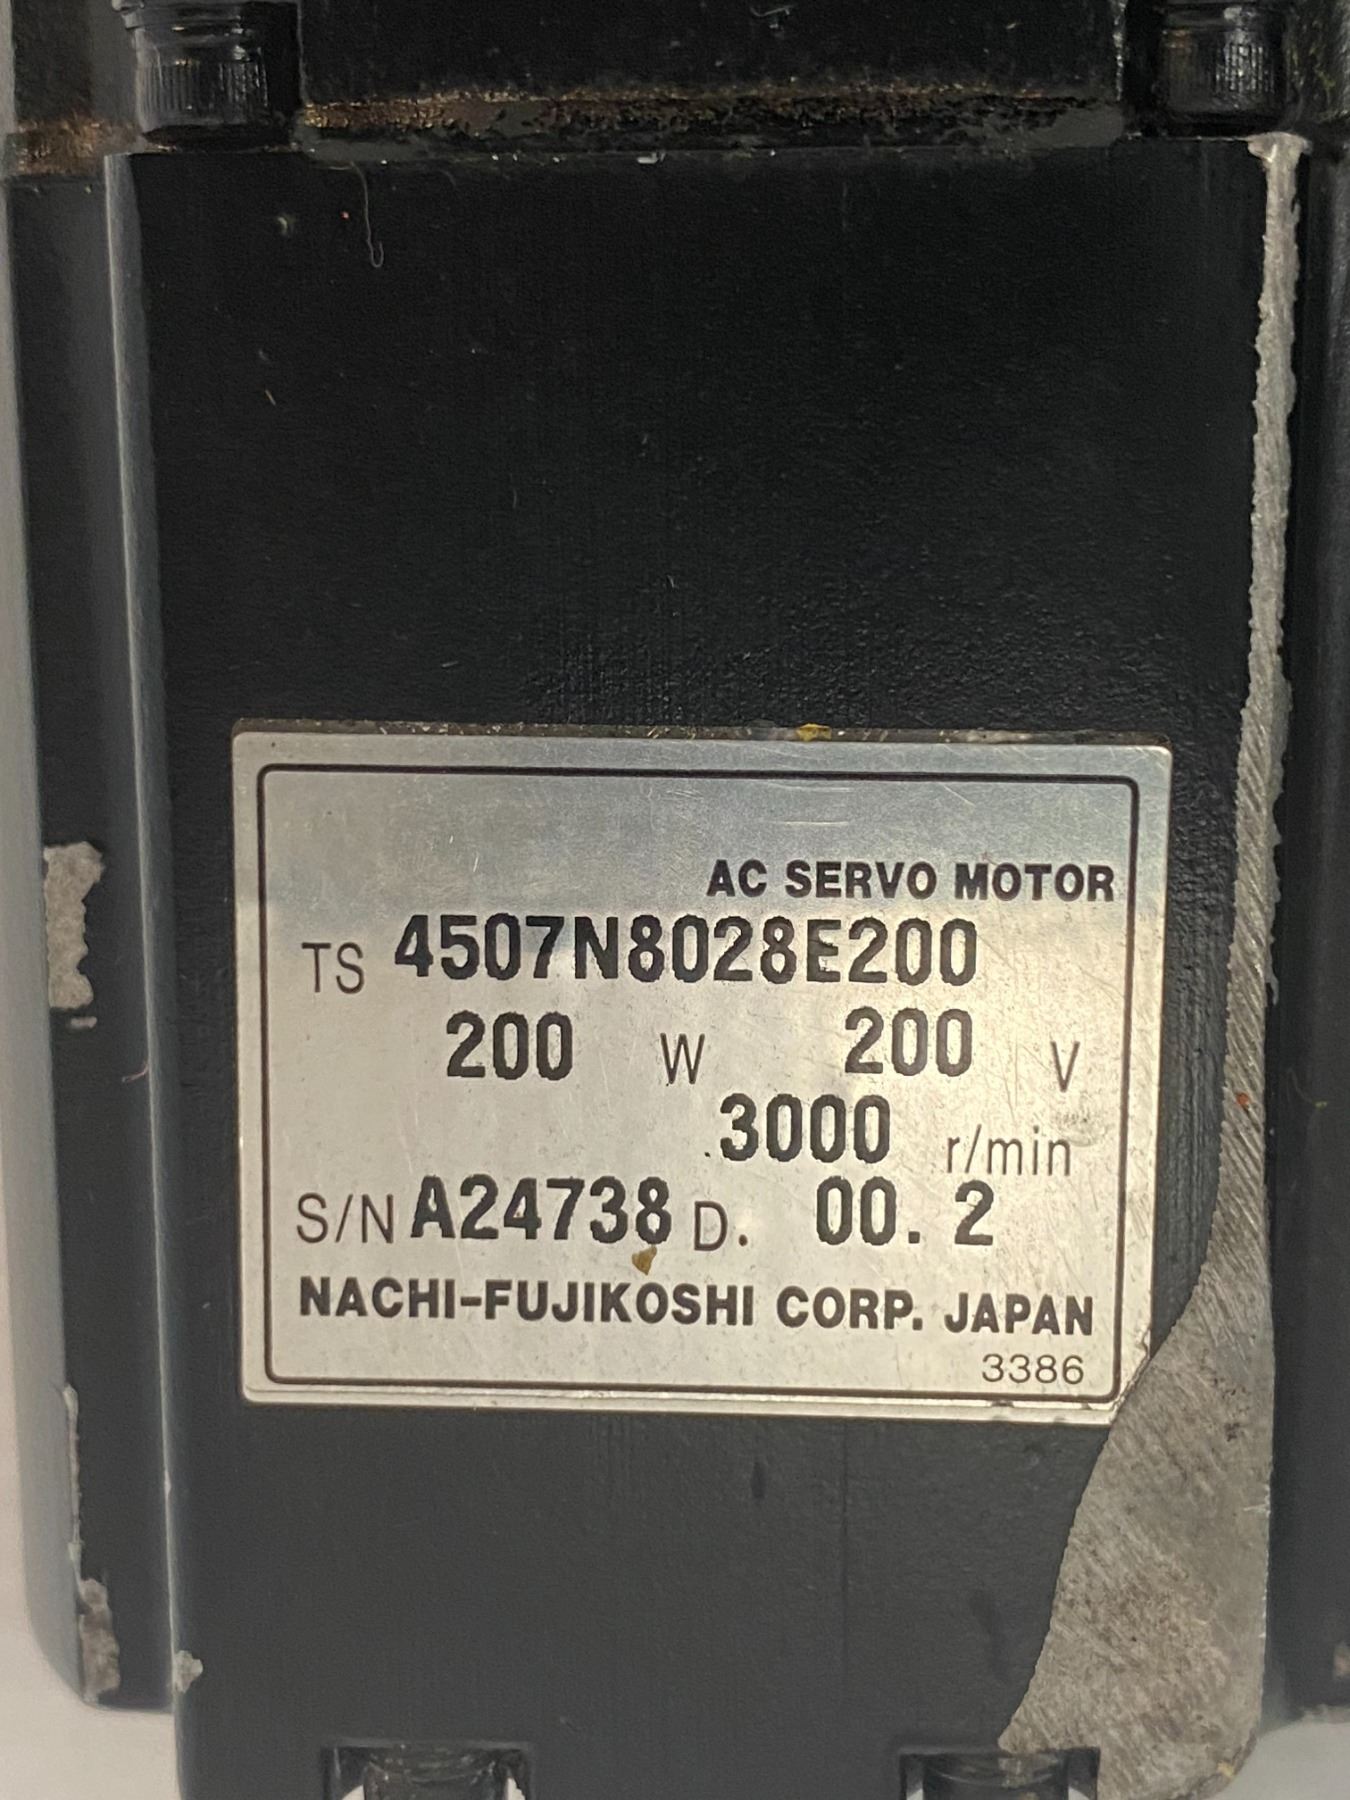 AC SERVO MOTOR
TS 4507N8028E200
200 W 200 V
3000 r/min
S/N A24738 D. 00. 2
NACHI-FUJIKOSHI CORP. JAPAN
3386